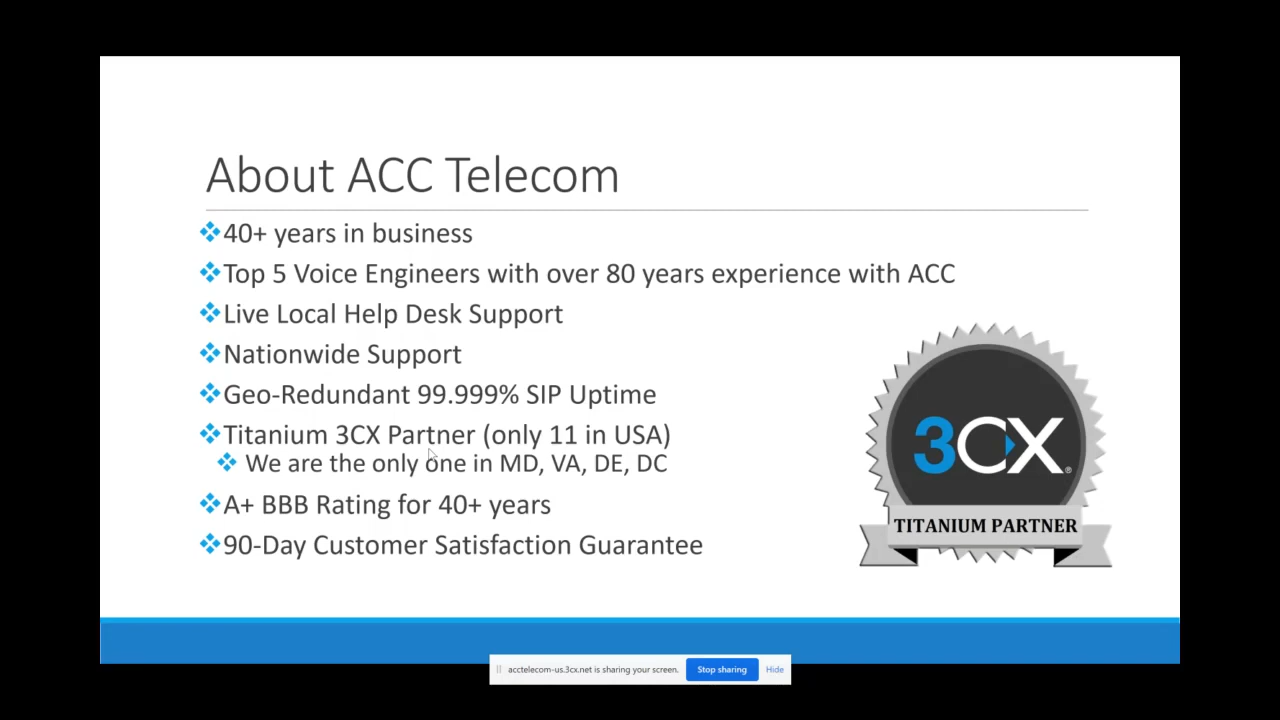 About ACC Telecom
40+ years in business
Top 5 Voice Engineers with over 80 years experience with ACC
Live Local Help Desk Support
Nationwide Support
Geo-Redundant 99.999% SIP Uptime
Titanium 3CX Partner (only 11 in USA)
We are the only one in MD, VA, DE, DC
A+ BBB Rating for 40+ years
90-Day Customer Satisfaction Guarantee
3CX®
TITANIUM PARTNER
acctelecom-us.3cx.net is sharing your screen. Stop sharing Hide